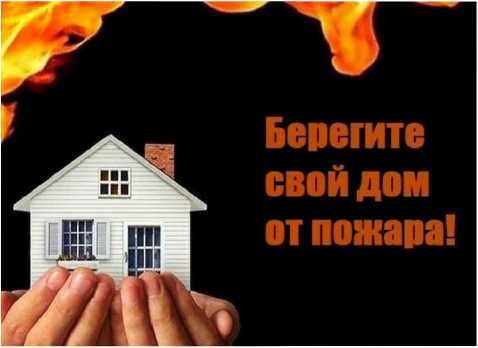 Берегите
свой дом
от пожара!